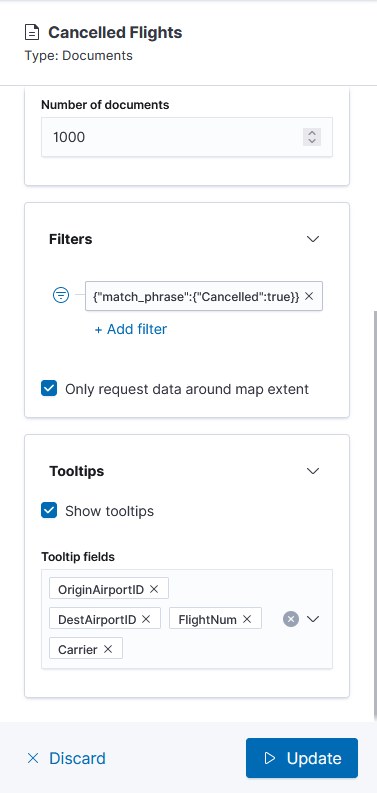 Cancelled Flights
Type: Documents
Number of documents
1000
Filters
{"match_phrase":{"Cancelled":true}} ×
+ Add filter
Only request data around map extent
Tooltips
Show tooltips
Tooltip fields
OriginAirportID ×
DestAirportID × FlightNum ×
Carrier ×
× Discard
Update